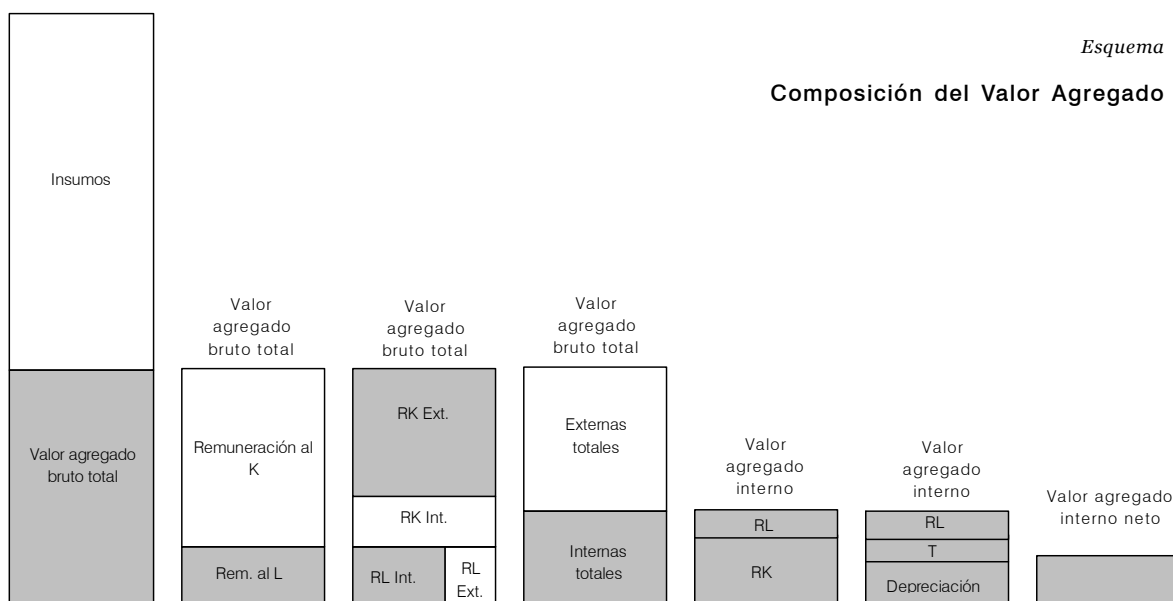 Esquema
Composición del Valor Agregado
Insumos
Valor agregado
bruto total
Valor
agregado
bruto total
Remuneración al
K
Rem. al L
Valor
agregado
bruto total
RK Ext.
RK Int.
RL Int.
RL
Ext.
Valor
agregado
bruto total
Externas
totales
Internas
totales
Valor
agregado
interno
RL
RK
Valor
agregado
interno
RL
T
Depreciación
Valor agregado
interno neto